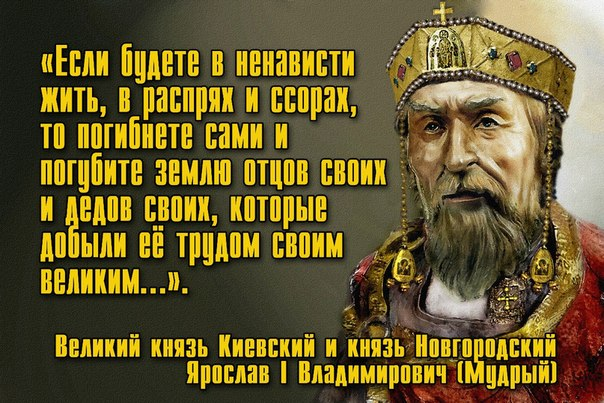 «Если будете в ненависти
жить, в распрях и ссорах,
то погибнете сами и
погубите землю отцов своих
и дедов своих, которые
добыли её трудом своим
великим...».
Великий князь Киевский и князь Новгородский
Ярослав I Владимирович (Мудрый)